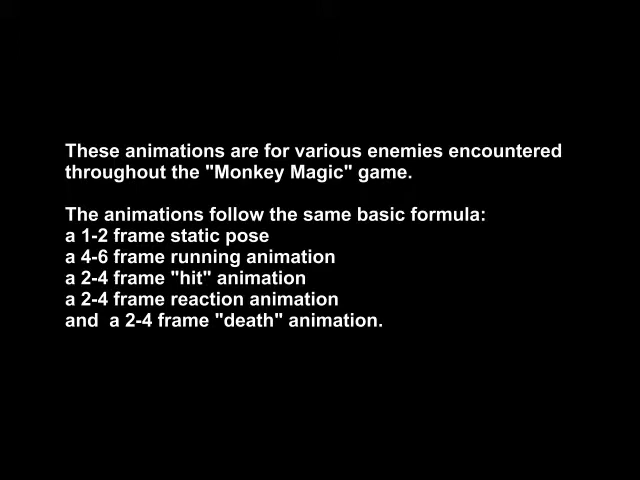 These animations are for various enemies encountered
throughout the "Monkey Magic" game.
The animations follow the same basic formula:
a 1-2 frame static pose
a 4-6 frame running animation
a 2-4 frame "hit" animation
a 2-4 frame reaction animation
and  a 2-4 frame "death" animation.